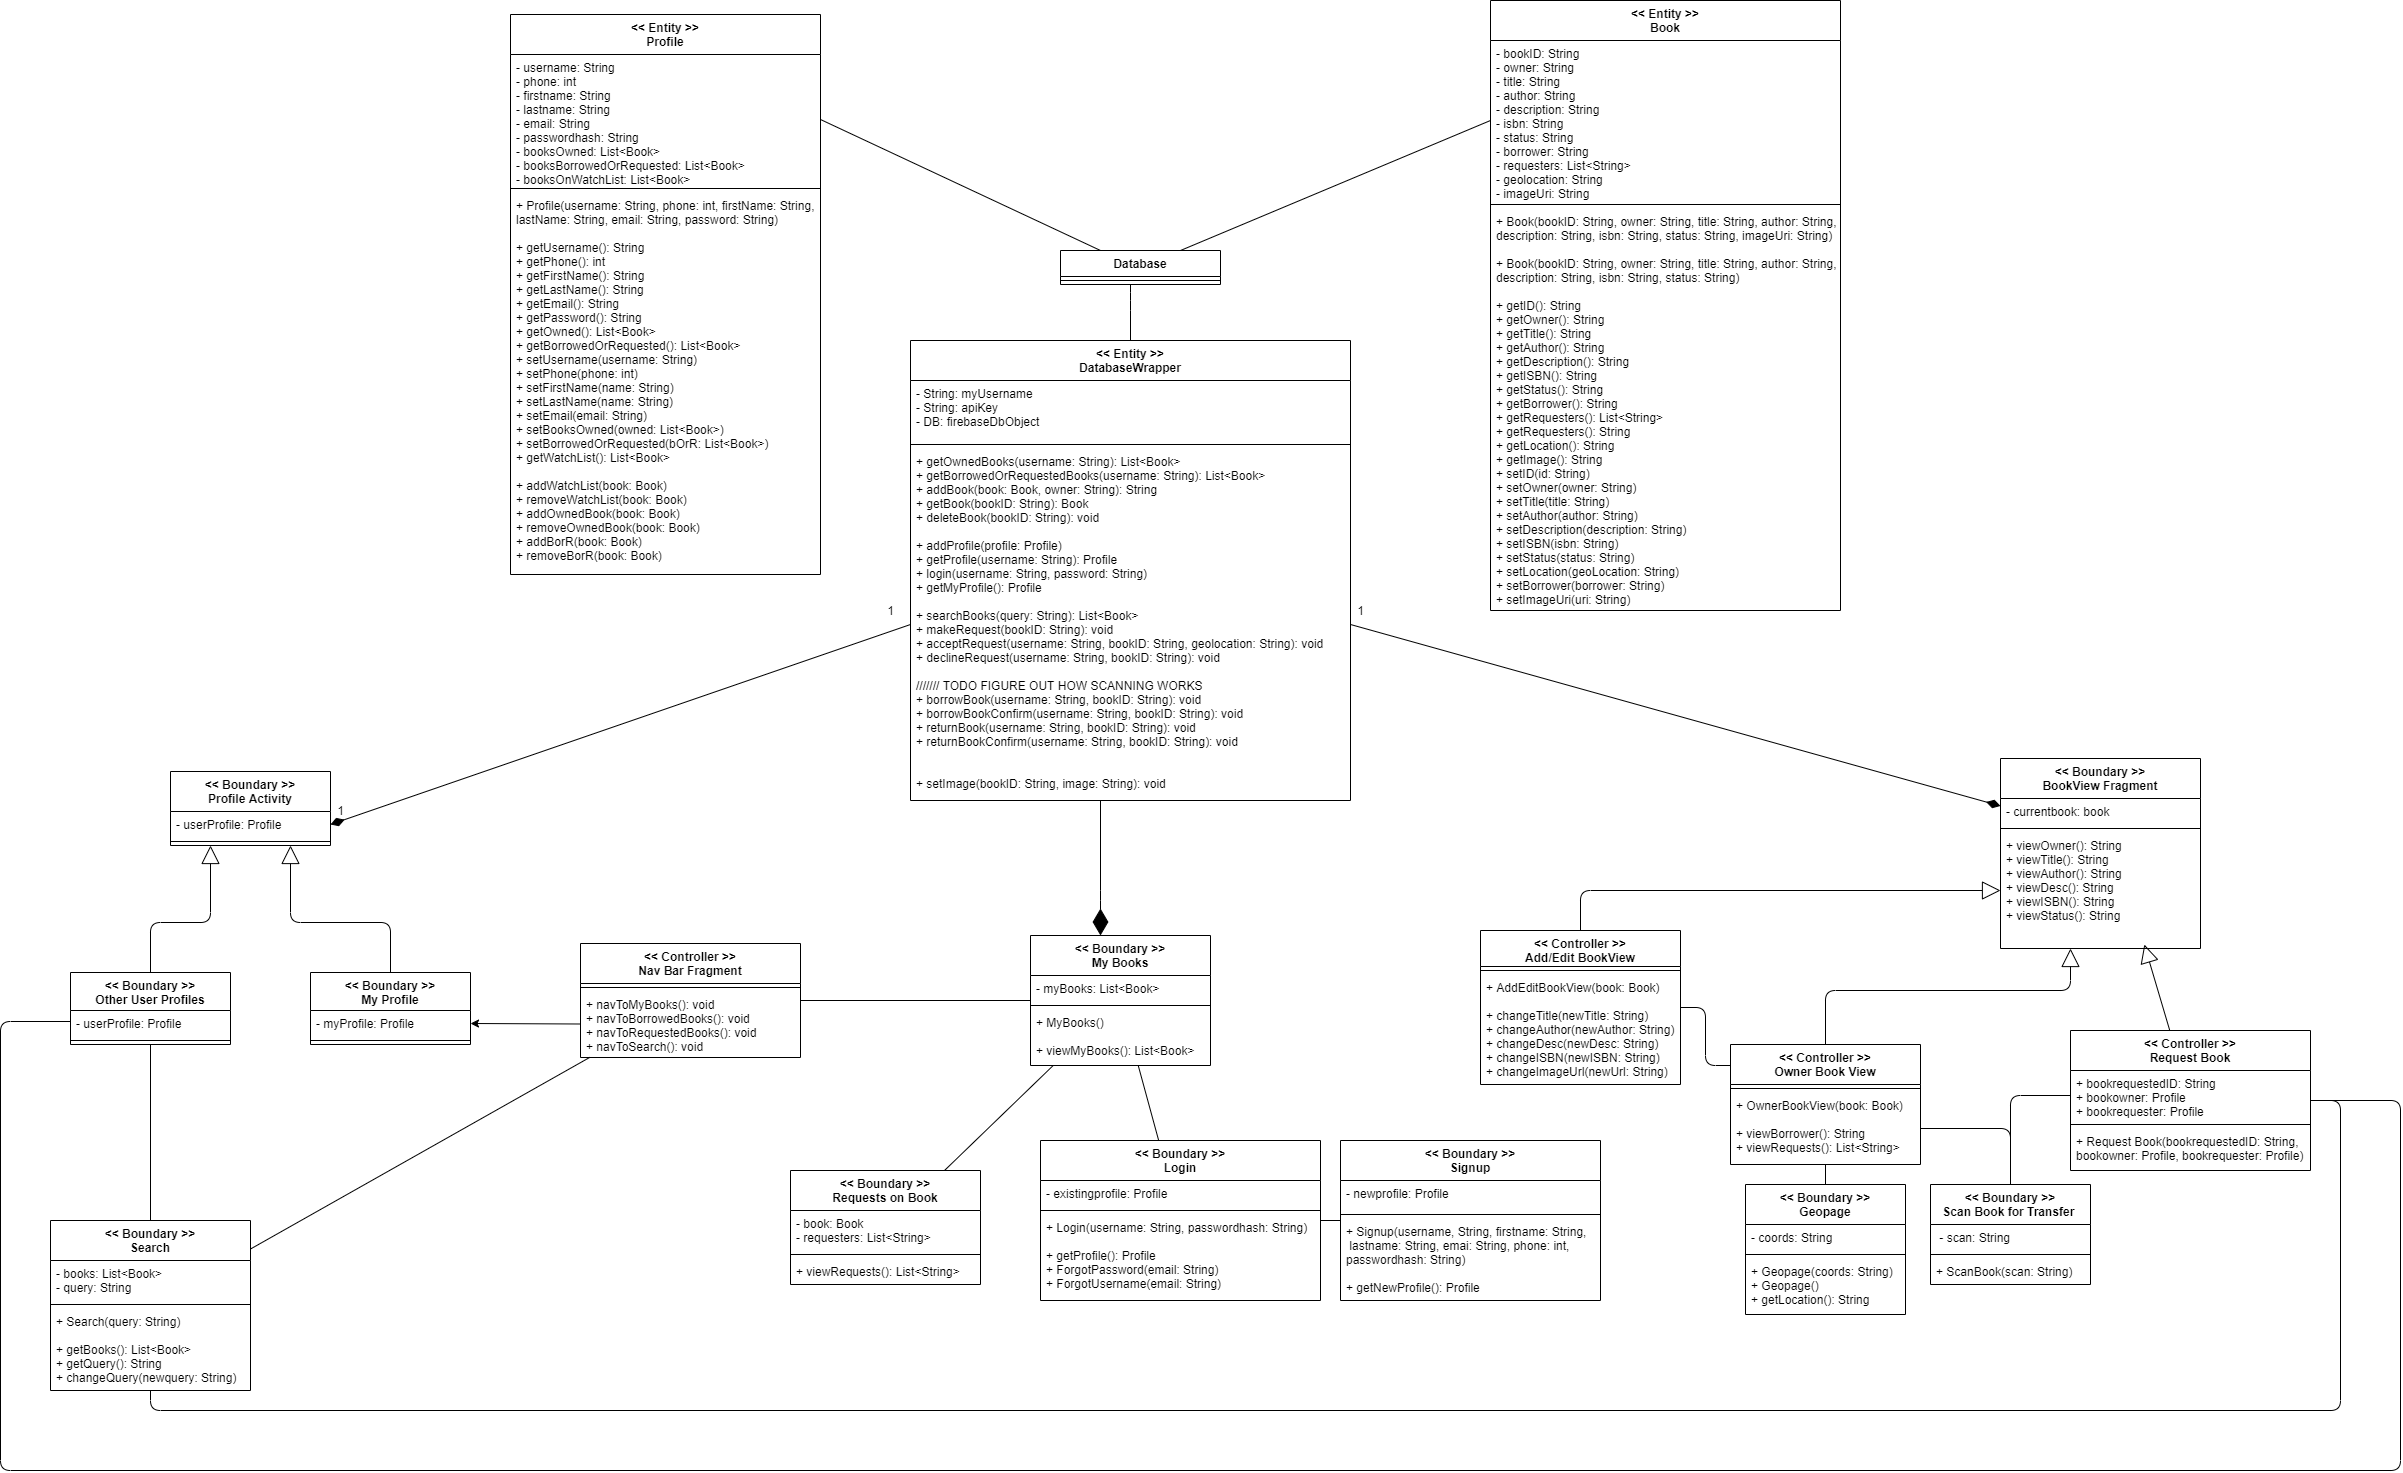 << Entity >>
Profile
- username: String
- phone: int
- firstname: String
- lastname: String
- email: String
- passwordhash: String
- booksOwned: List<Book>
- booksBorrowedOrRequested: List<Book>
- booksOnWatchList: List<Book>
+ Profile(username: String, phone: int, firstName: String,
lastName: String, email: String, password: String)
+ getUsername(): String
+ getPhone(): int
+ getFirstName(): String
+ getLastName(): String
+ getEmail(): String
+ getPassword(): String
+ getOwned(): List<Book>
+ getBorrowedOrRequested(): List<Book>
+ setUsername(username: String)
+ setPhone(phone: int)
+ setFirstName(name: String)
+ setLastName(name: String)
+ setEmail(email: String)
+ setBooksOwned(owned: List<Book>)
+ setBorrowedOrRequested(bOrR: List<Book>)
+ getWatchList(): List<Book>
+ addWatchList(book: Book)
+ removeWatchList(book: Book)
+ addOwnedBook(book: Book)
+ removeOwnedBook(book: Book)
+ addBorR(book: Book)
+ removeBorR(book: Book)
<< Entity >>
Book
- bookID: String
- owner: String
- title: String
- author: String
- description: String
- isbn: String
- status: String
- borrower: String
- requesters: List<String>
- geolocation: String
- imageUri: String
+ Book(bookID: String, owner: String, title: String, author: String,
description: String, isbn: String, status: String, imageUri: String)
+ Book(bookID: String, owner: String, title: String, author: String,
description: String, isbn: String, status: String)
+ getID(): String
+ getOwner(): String
+ getTitle(): String
+ getAuthor(): String
+ getDescription(): String
+ getISBN(): String
+ getStatus(): String
+ getBorrower(): String
+ getRequesters(): List<String>
+ getRequesters(): String
+ getLocation(): String
+ getImage(): String
+ setID(id: String)
+ setOwner(owner: String)
+ setTitle(title: String)
+ setAuthor(author: String)
+ setDescription(description: String)
+ setISBN(isbn: String)
+ setStatus(status: String)
+ setLocation(geoLocation: String)
+ setBorrower(borrower: String)
+ setImageUri(uri: String)
Database
<< Entity >>
DatabaseWrapper
- String: myUsername
- String: apiKey
- DB: firebaseDbObject
+ getOwnedBooks(username: String): List<Book>
+ getBorrowedOrRequestedBooks(username: String): List<Book>
+ addBook(book: Book, owner: String): String
+ getBook(bookID: String): Book
+ deleteBook(bookID: String): void
+ addProfile(profile: Profile)
+ getProfile(username: String): Profile
+ login(username: String, password: String)
+ getMyProfile(): Profile
+ searchBooks(query: String): List<Book>
+ makeRequest(bookID: String): void
+ acceptRequest(username: String, bookID: String, geolocation: String): void
+ declineRequest(username: String, bookID: String): void
/////// TODO FIGURE OUT HOW SCANNING WORKS
+ borrowBook(username: String, bookID: String): void
+ borrowBookConfirm(username: String, bookID: String): void
+ returnBook(username: String, bookID: String): void
+ returnBookConfirm(username: String, bookID: String): void
+ setImage(bookID: String, image: String): void
1
1
1
<< Boundary >>
Profile Activity
- userProfile: Profile
<< Boundary >>
BookView Fragment
- currentbook: book
+ viewOwner(): String
+ viewTitle(): String
+ viewAuthor(): String
+ viewDesc(): String
+ viewISBN(): String
+ viewStatus(): String
<< Boundary >>
Other User Profiles
- userProfile: Profile
<< Boundary >>
My Profile
- myProfile: Profile
<< Controller >>
Nav Bar Fragment
+ navToMyBooks(): void
+ navToBorrowedBooks(): void
+ navToRequestedBooks(): void
+ navToSearch(): void
<< Boundary >>
My Books
- myBooks: List<Book>
+ MyBooks()
+ viewMyBooks(): List<Book>
<< Controller >>
Add/Edit BookView
+ AddEditBookView(book: Book)
+ changeTitle(newTitle: String)
+ changeAuthor(newAuthor: String)
+ changeDesc(newDesc: String)
+ changeISBN(newISBN: String)
+ changeImageUrl(newUrl: String)
<< Controller >>
Owner Book View
+ OwnerBookView(book: Book)
+ viewBorrower(): String
+ viewRequests(): List<String>
<< Controller >>
Request Book
+ bookrequestedID: String
+ bookowner: Profile
+ bookrequester: Profile
+ Request Book(bookrequestedID: String,
bookowner: Profile, bookrequester: Profile)
<< Boundary >>
Search
- books: List<Book>
- query: String
+ Search(query: String)
+ getBooks(): List<Book>
+ getQuery(): String
+ changeQuery(newquery: String)
<< Boundary >>
Requests on Book
- book: Book
- requesters: List<String>
+ viewRequests(): List<String>
<< Boundary >>
Login
- existingprofile: Profile
+ Login(username: String, passwordhash: String)
+ getProfile(): Profile
+ ForgotPassword(email: String)
+ ForgotUsername(email: String)
<< Boundary >>
Signup
- newprofile: Profile
+ Signup(username, String, firstname: String,
lastname: String, emai: String, phone: int,
passwordhash: String)
+ getNewProfile(): Profile
<< Boundary >>
Geopage
- coords: String
+ Geopage(coords: String)
+ Geopage()
+ getLocation(): String
<< Boundary >>
Scan Book for Transfer
- scan: String
+ ScanBook(scan: String)